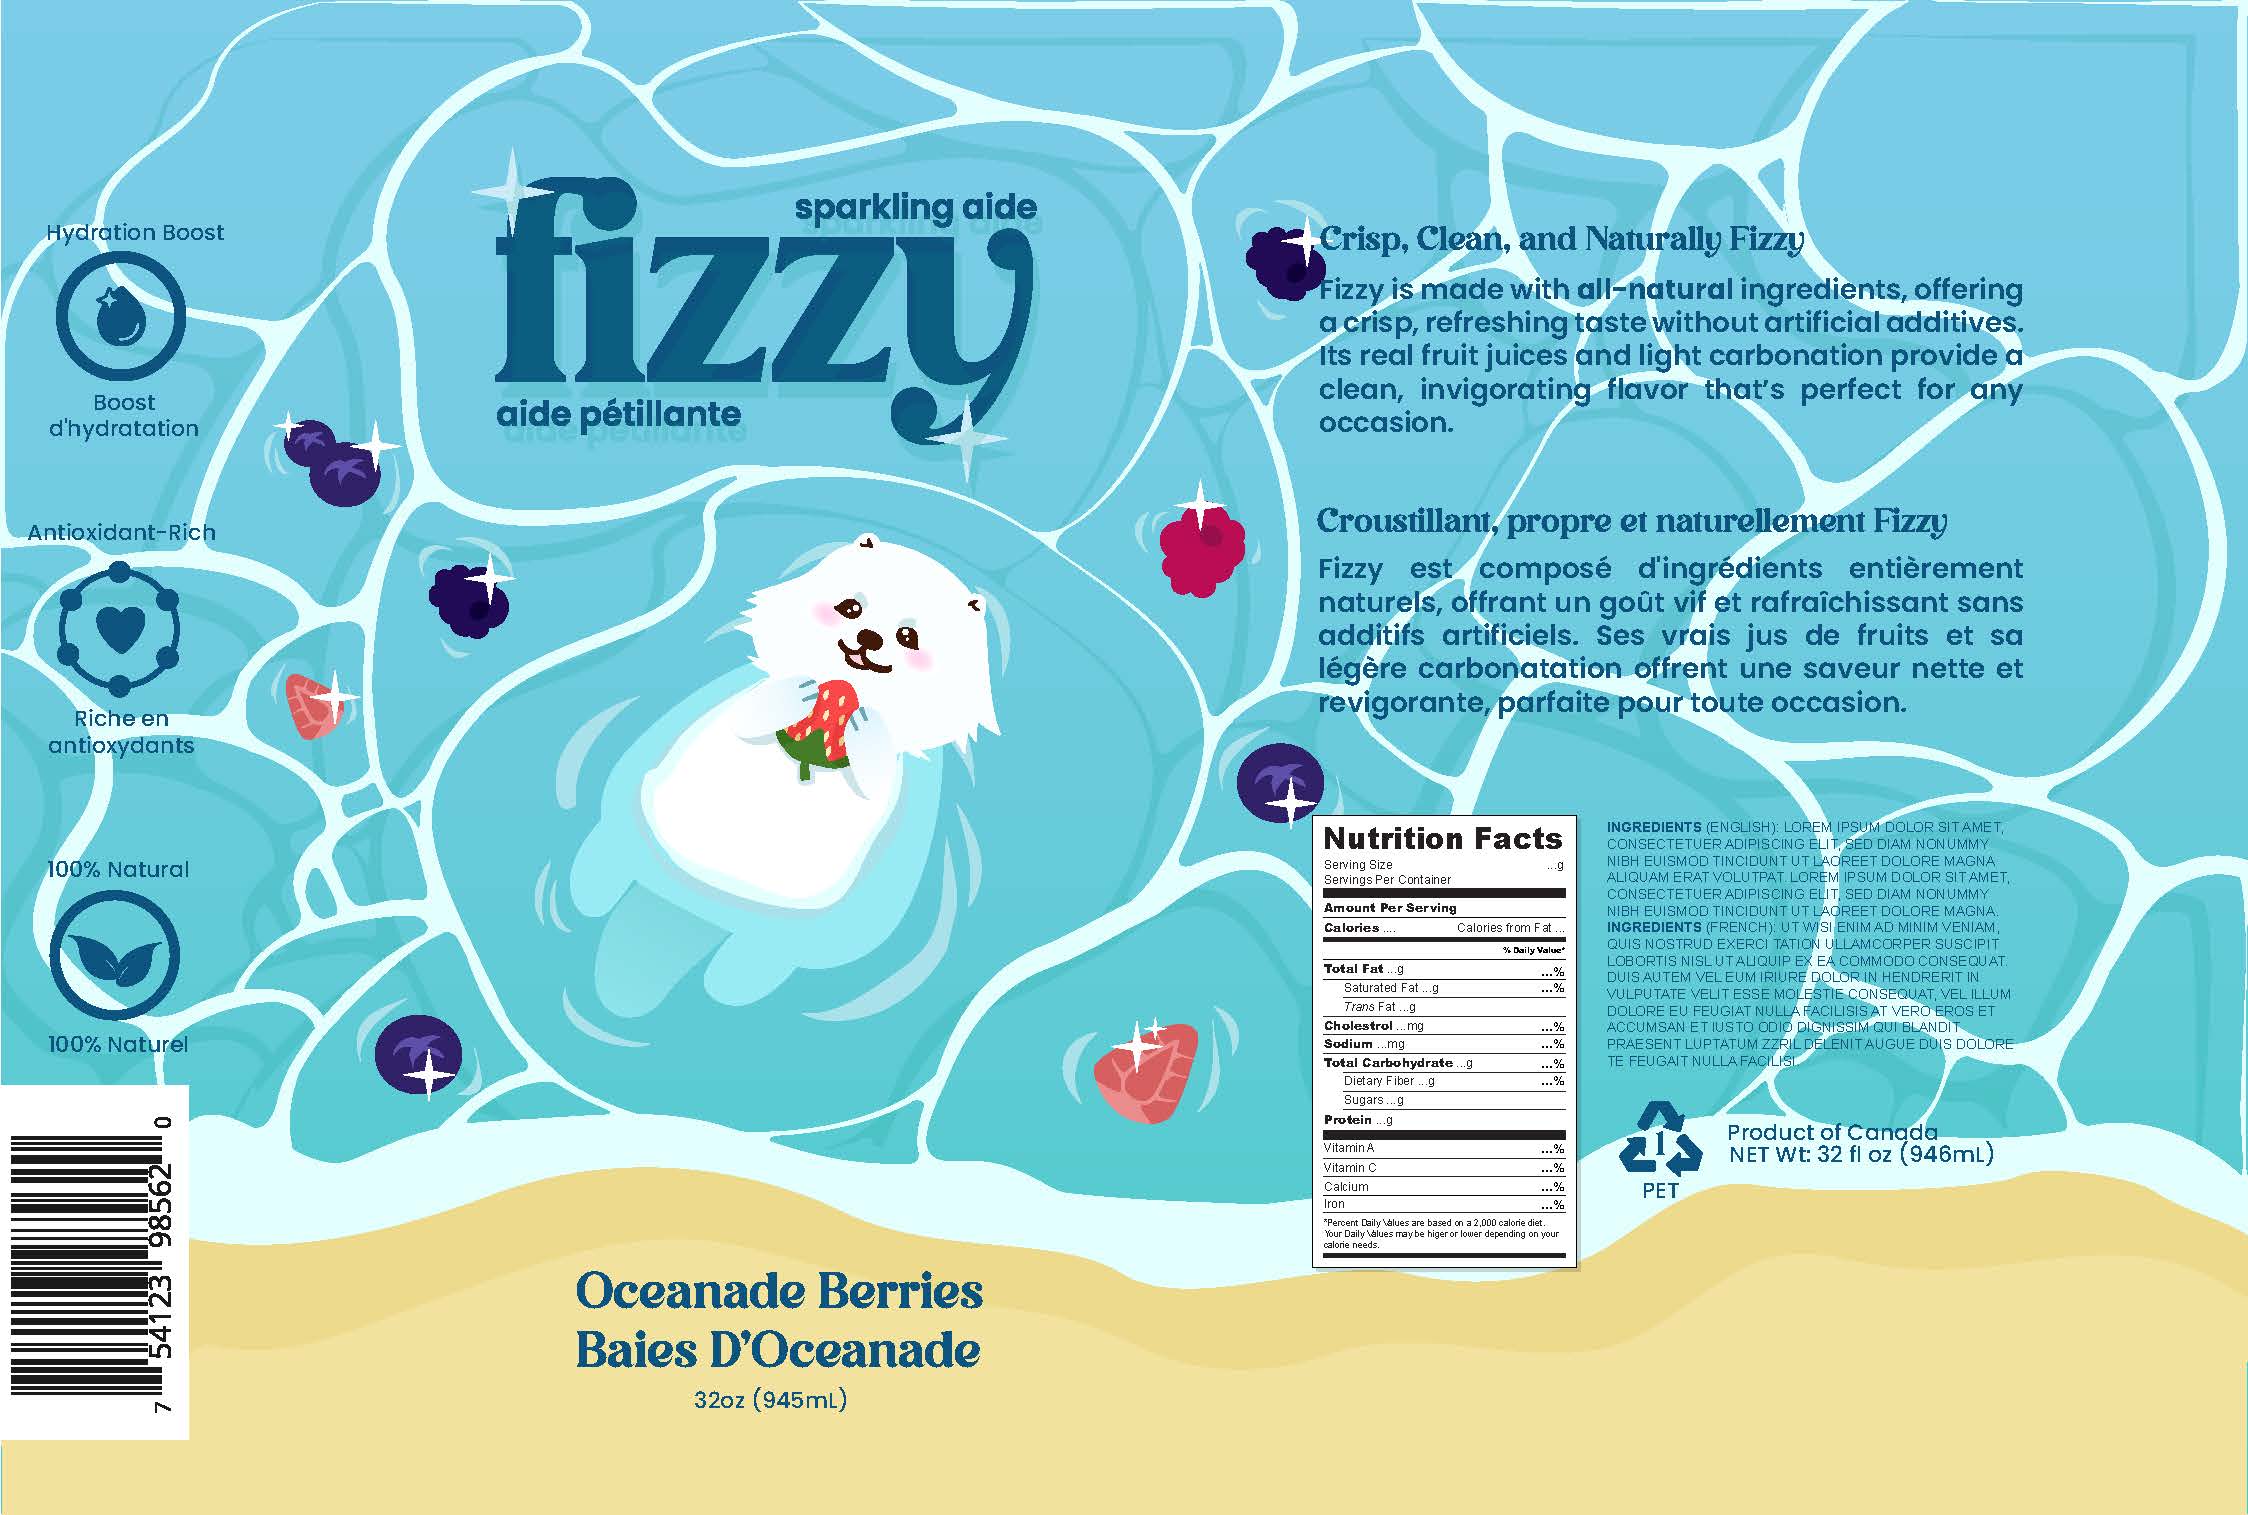 Hydration Boost
Boost
d'hydratation
Antioxidant-Rich
Riche en
antioxydants
100% Natural
100% Naturel
7 54123 98562 0
sparkling aide
fizzy
aide pétillante
Oceanade Berries
Baies D'Oceanade
32oz (945mL)
Crisp, Clean, and Naturally Fizzy
Fizzy is made with all-natural ingredients, offering
a crisp, refreshing taste without artificial additives.
Its real fruit juices and light carbonation provide a
clean, invigorating flavor that's perfect for any
occasion.
Croustillant, propre et naturellement Fizzy
Fizzy est composé d'ingrédients entièrement
naturels, offrant un goût vif et rafraîchissant sans
additifs artificiels. Ses vrais jus de fruits et sa
légère carbonatation offrent une saveur nette et
revigorante, parfaite pour toute occasion.
Nutrition Facts
Serving Size ...g
Servings Per Container
Amount Per Serving
Calories .... Calories from Fat ...
% Daily Value*
Total Fat ...g ...%
Saturated Fat ...g ...%
Trans Fat ...g
Cholestrol ...mg ...%
Sodium ...mg ...%
Total Carbohydrate ...g ...%
Dietary Fiber ...g ...%
Sugars ...g
Protein ...g
Vitamin A ...%
Vitamin C ...%
Calcium ...%
Iron ...%
*Percent Daily Values are based on a 2,000 calorie diet.
Your Daily Values may be higer or lower depending on your
calorie needs.
INGREDIENTS (ENGLISH): LOREM IPSUM DOLOR SIT AMET,
CONSECTETUER ADIPISCING ELIT, SED DIAM NONUMMY
NIBH EUISMOD TINCIDUNT UT LAOREET DOLORE MAGNA
ALIQUAM ERAT VOLUTPAT. LOREM IPSUM DOLOR SIT AMET,
CONSECTETUER ADIPISCING ELIT, SED DIAM NONUMMY
NIBH EUISMOD TINCIDUNT UT LAOREET DOLORE MAGNA.
INGREDIENTS (FRENCH): UT WISI ENIM AD MINIM VENIAM,
QUIS NOSTRUD EXERCI TATION ULLAMCORPER SUSCIPIT
LOBORTIS NISL UT ALIQUIP EX EA COMMODO CONSEQUAT.
DUIS AUTEM VEL EUM IRIURE DOLOR IN HENDRERIT IN
VULPUTATE VELIT ESSE MOLESTIE CONSEQUAT, VEL ILLUM
DOLORE EU FEUGIAT NULLA FACILISIS AT VERO EROS ET
ACCUMSAN ET IUSTO ODIO DIGNISSIM QUI BLANDIT
PRAESENT LUPTATUM ZZRIL DELENIT AUGUE DUIS DOLORE
TE FEUGAIT NULLA FACILISI.
1
PET
Product of Canada
NET Wt: 32 fl oz (946mL)